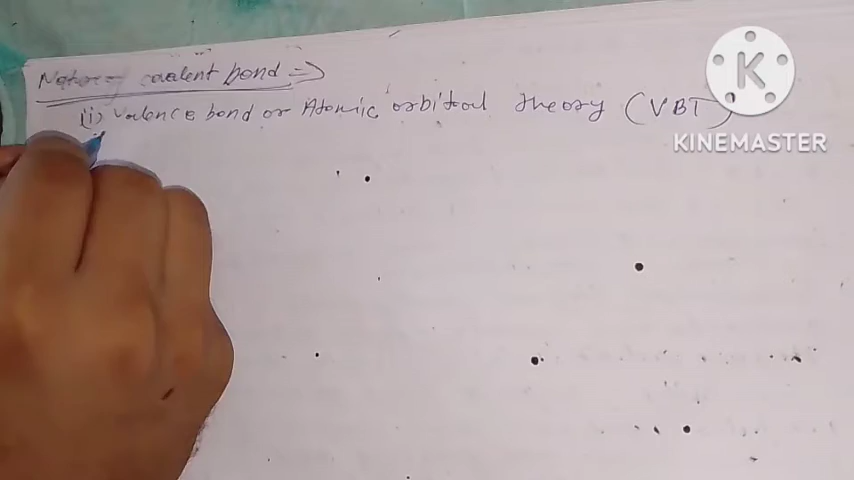 Nature of covalent bond =>
(i) Valence bond or Atomic orbital theory (VBT)
K
KINEMASTER